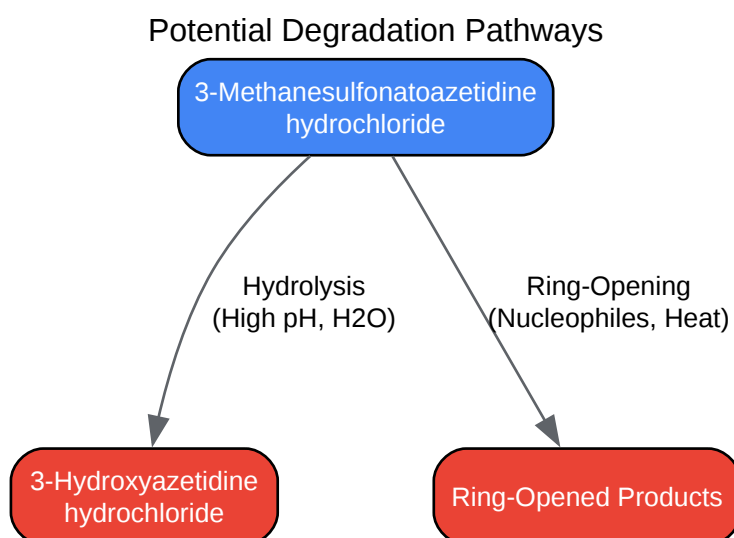 Potential Degradation Pathways
3-Methanesulfonatoazetidine
hydrochloride
Hydrolysis
(High pH, H2O)
Ring-Opening
(Nucleophiles, Heat)
3-Hydroxyazetidine
hydrochloride
Ring-Opened Products